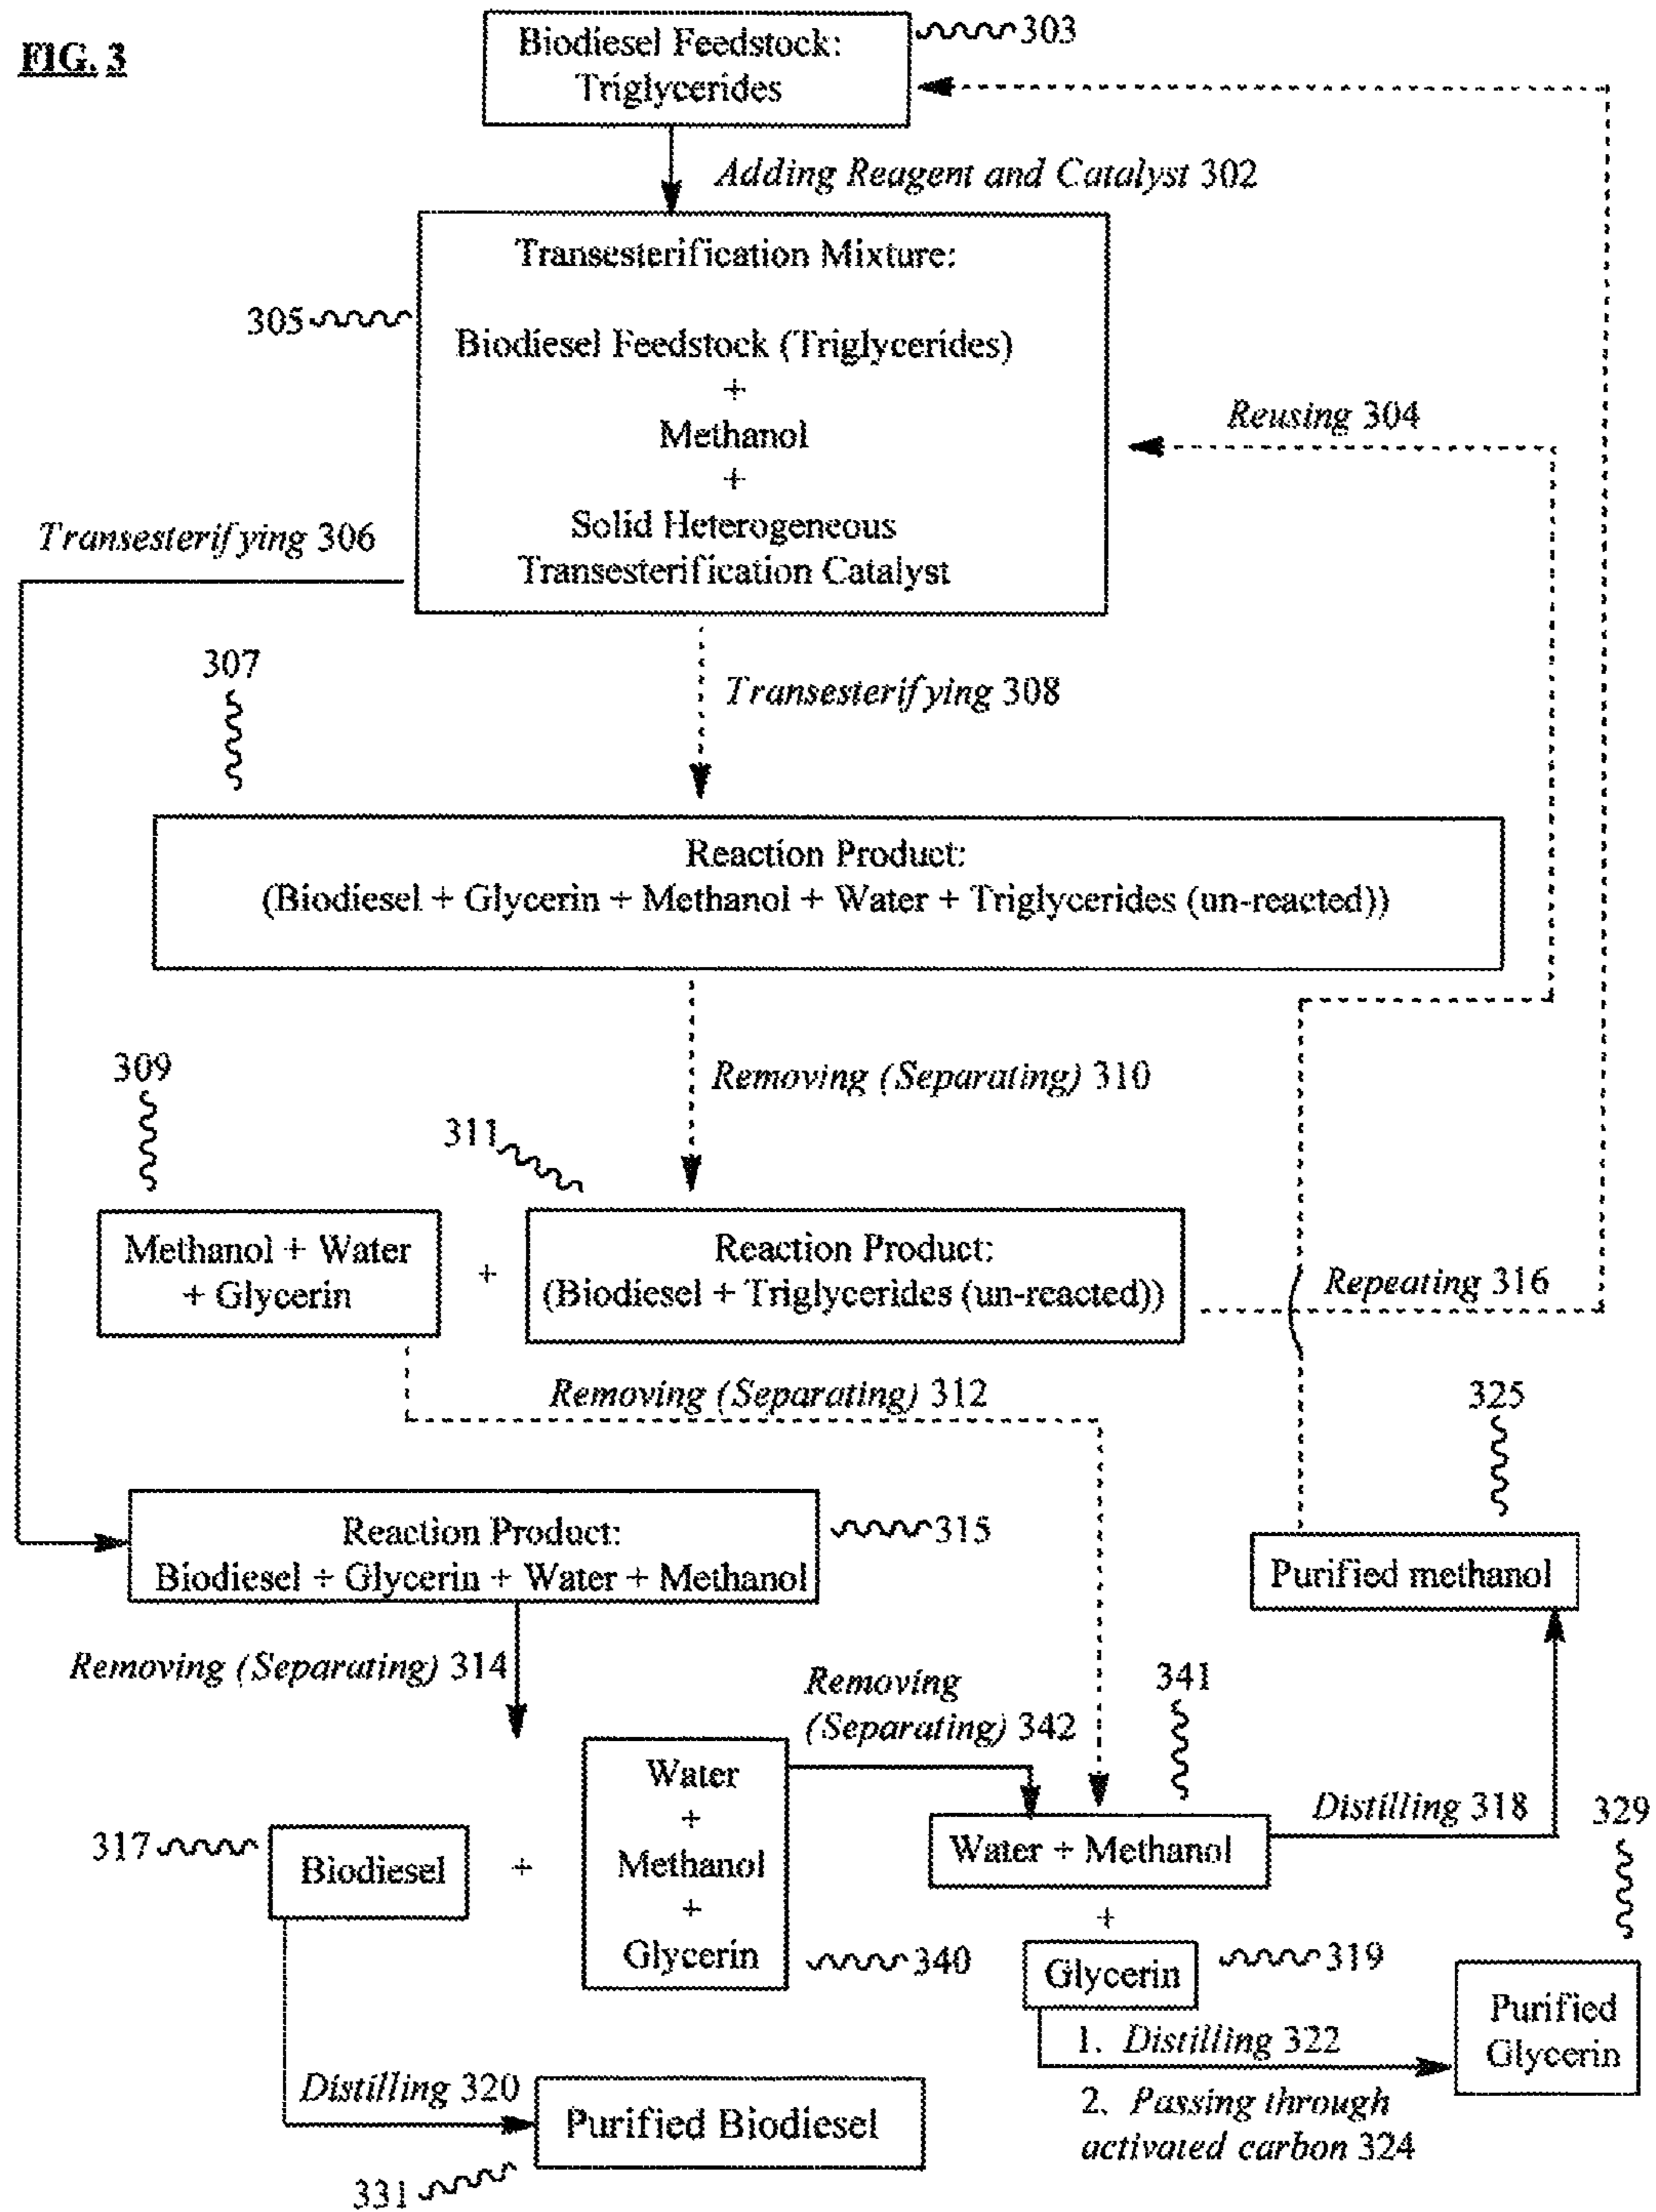 FIG. 3
Biodiesel Feedstock:
Triglycerides
303
Adding Reagent and Catalyst 302
Transesterification Mixture:
305
Biodiesel Feedstock (Triglycerides)
+
Methanol
+
Solid Heterogeneous
Transesterification Catalyst
Reusing 304
Transesterifying 306
307
Transesterifying 308
Reaction Product:
(Biodiesel + Glycerin + Methanol + Water + Triglycerides (un-reacted))
309
Removing (Separating) 310
311
Methanol + Water
+ Glycerin
+
Reaction Product:
(Biodiesel + Triglycerides (un-reacted))
Repeating 316
Removing (Separating) 312
325
Reaction Product:
Biodiesel + Glycerin + Water + Methanol
315
Purified methanol
Removing (Separating) 314
Removing
(Separating) 342
341
Water
+
Methanol
+
Glycerin
340
317
Biodiesel
+
Water + Methanol
Distilling 318
329
+
Glycerin
319
1. Distilling 322
2. Passing through
activated carbon 324
Purified
Glycerin
Distilling 320
Purified Biodiesel
331